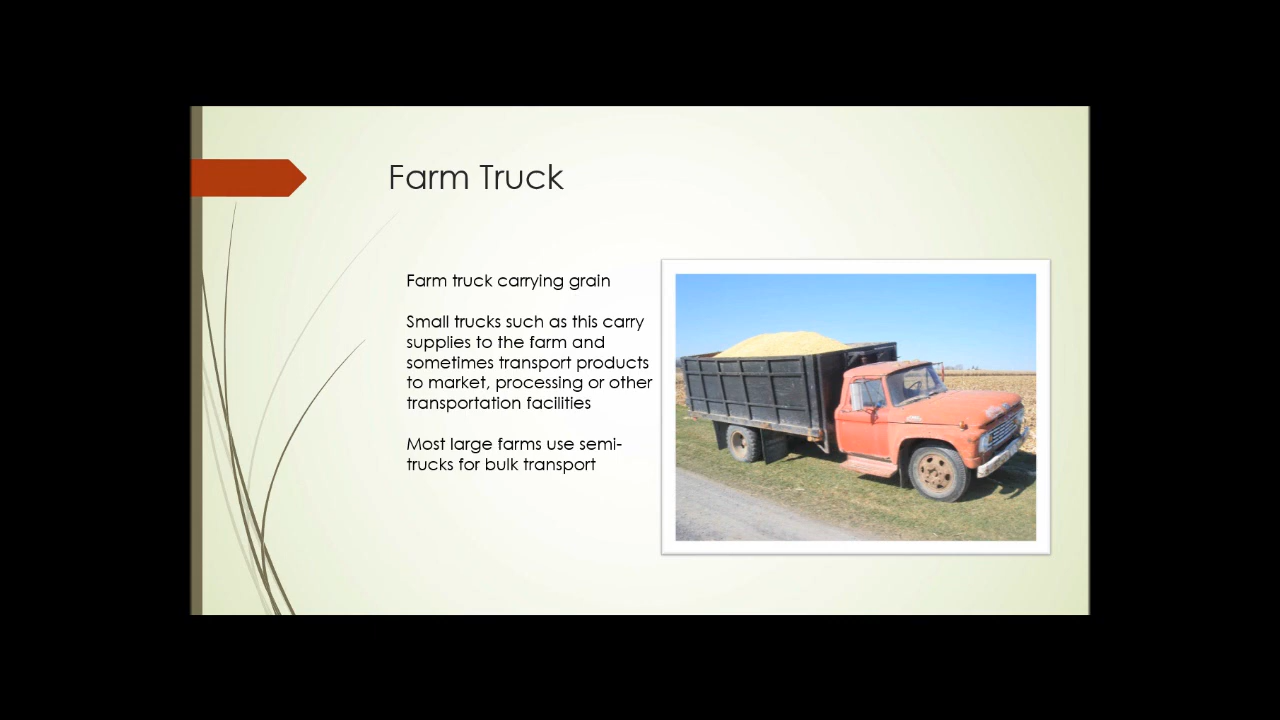 Farm Truck
Farm truck carrying grain
Small trucks such as this carry
supplies to the farm and
sometimes transport products
to market, processing or other
transportation facilities
Most large farms use semi-
trucks for bulk transport